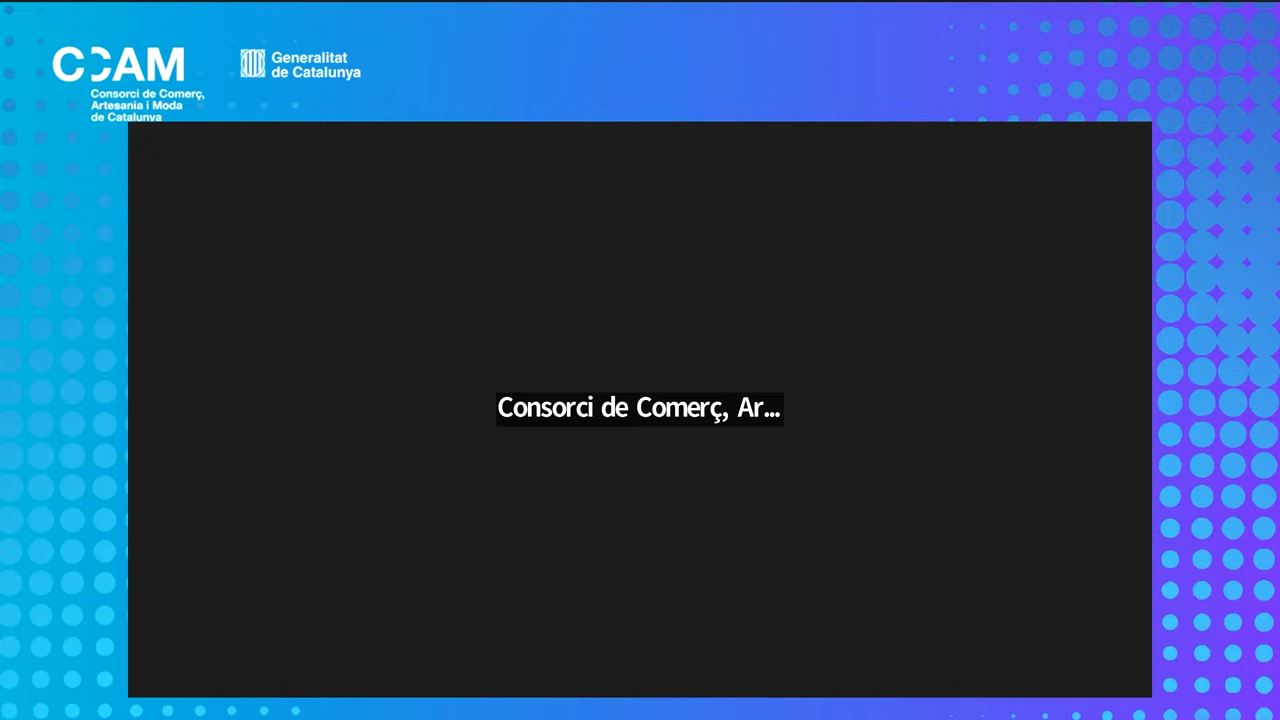 CCAM
Consorci de Comerç,
Artesania i Moda
de Catalunya
Generalitat
de Catalunya
Consorci de Comerç, Ar...